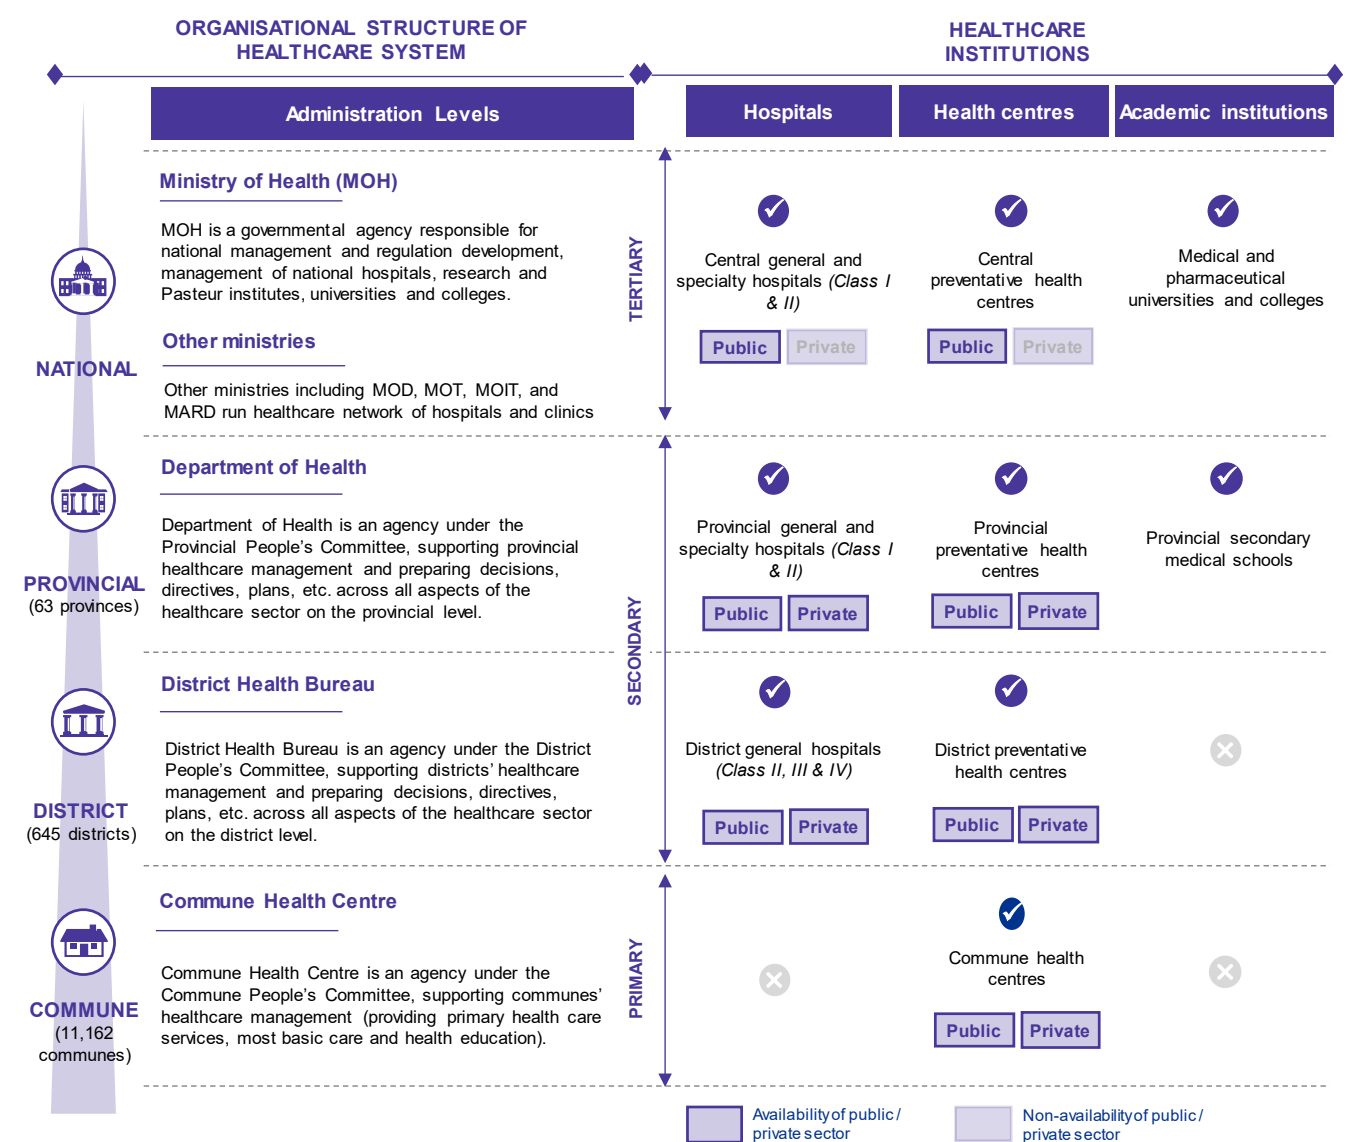 ORGANISATIONAL STRUCTURE OF
HEALTHCARE SYSTEM
HEALTHCARE
INSTITUTIONS
Administration Levels
Hospitals
Health centres
Academic institutions
NATIONAL
Ministry of Health (MOH)
MOH is a governmental agency responsible for
national management and regulation development,
management of national hospitals, research and
Pasteur institutes, universities and colleges.
Other ministries
Other ministries including MOD, MOT, MOIT, and
MARD run healthcare network of hospitals and clinics
TERTIARY
Central general and
specialty hospitals (Class I
& II)
Public
Private
Central
preventative health
centres
Public
Private
Medical and
pharmaceutical
universities and colleges
PROVINCIAL
(63 provinces)
Department of Health
Department of Health is an agency under the
Provincial People's Committee, supporting provincial
healthcare management and preparing decisions,
directives, plans, etc. across all aspects of the
healthcare sector on the provincial level.
SECONDARY
Provincial general and
specialty hospitals (Class I
& II)
Public
Private
Provincial
preventative health
centres
Public
Private
Provincial secondary
medical schools
DISTRICT
(645 districts)
District Health Bureau
District Health Bureau is an agency under the District
People's Committee, supporting districts' healthcare
management and preparing decisions, directives,
plans, etc. across all aspects of the healthcare sector
on the district level.
District general hospitals
(Class II, III & IV)
Public
Private
District preventative
health centres
Public
Private
COMMUNE
(11,162
communes)
Commune Health Centre
Commune Health Centre is an agency under the
Commune People's Committee, supporting communes'
healthcare management (providing primary health care
services, most basic care and health education).
PRIMARY
Commune health
centres
Public
Private
Availability of public /
private sector
Non-availability of public /
private sector